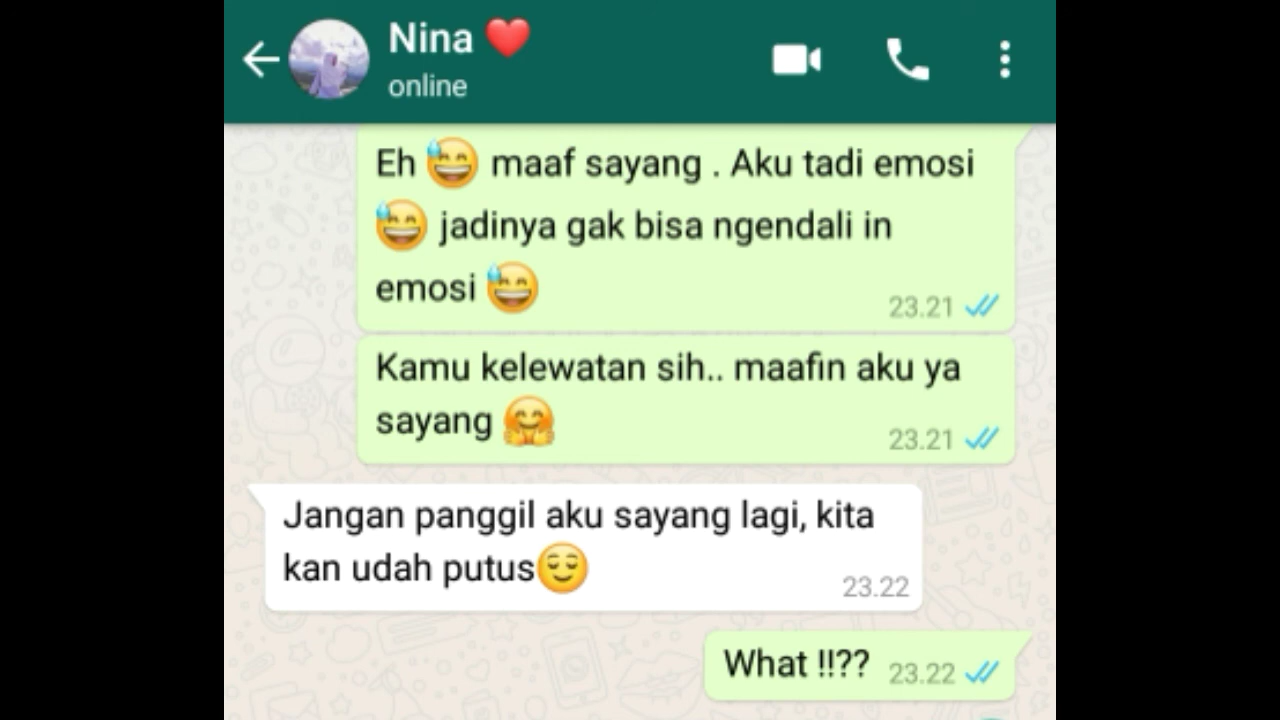 Nina ❤️
online
Eh 😅 maaf sayang . Aku tadi emosi
😅 jadinya gak bisa ngendali in
emosi 😅
23.21
Kamu kelewatan sih.. maafin aku ya
sayang 🤗
23.21
Jangan panggil aku sayang lagi, kita
kan udah putus😌
23.22
What !!?? 23.22